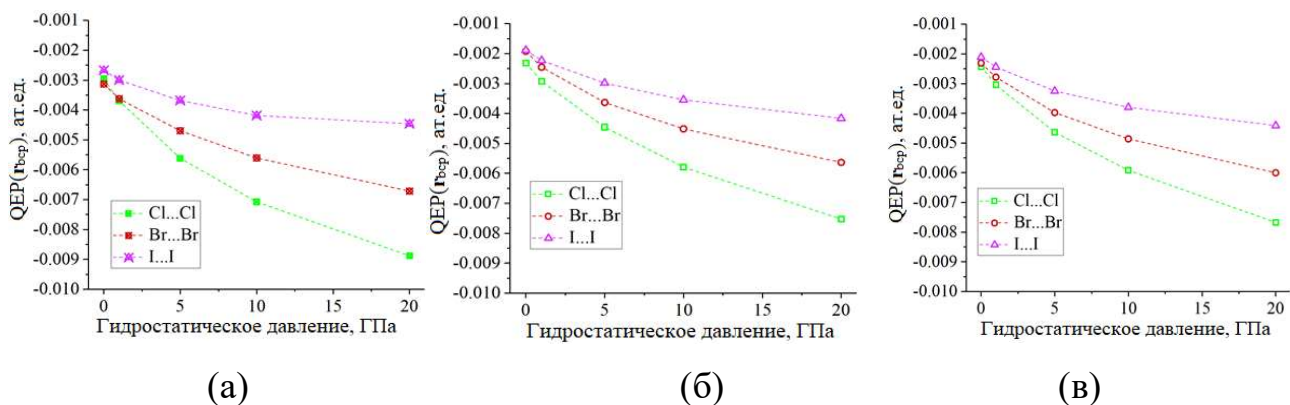 -0.001
-0.002
-0.003
-0.004
-0.005
-0.006
-0.007
-0.008
-0.009
-0.010
QEP(r_bcp), ат.ед.
Cl...Cl
Br...Br
I...I
0 5 10 15 20
Гидростатическое давление, ГПа
(а)
-0.001
-0.002
-0.003
-0.004
-0.005
-0.006
-0.007
-0.008
-0.009
-0.010
QEP(r_bcp), ат.ед.
Cl...Cl
Br...Br
I...I
0 5 10 15 20
Гидростатическое давление, ГПа
(б)
-0.001
-0.002
-0.003
-0.004
-0.005
-0.006
-0.007
-0.008
-0.009
-0.010
QEP(r_bcp), ат.ед.
Cl...Cl
Br...Br
I...I
0 5 10 15 20
Гидростатическое давление, ГПа
(в)